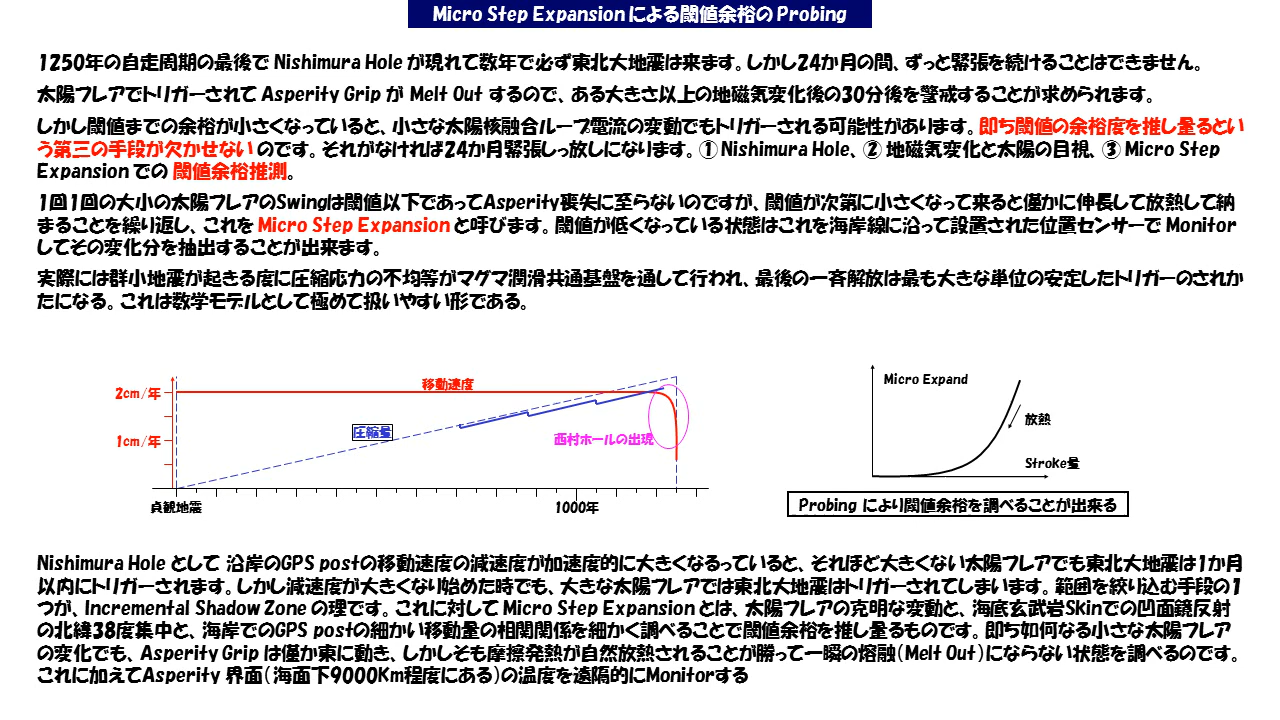 Micro Step Expansionによる閾値余裕のProbing
1250年の自走周期の最後でNishimura Holeが現れて数年で必ず東北大地震は来ます。しかし24か月の間、ずっと緊張を続けることはできません。
太陽フレアでトリガーされてAsperity Gripが Melt Out するので、ある大きさ以上の地磁気変化後の30分後を警戒することが求められます。
しかし閾値までの余裕が小さくなっていると、小さな太陽核融合ループ電流の変動でもトリガーされる可能性があります。即ち閾値の余裕度を推し量るとい
う第三の手段が欠かせない のです。それがなければ24か月緊張しっ放しになります。① Nishimura Hole、② 地磁気変化と太陽の目視、③ Micro Step
Expansionでの 閾値余裕推測。
1回1回の大小の太陽フレアのSwingは閾値以下であってAsperity喪失に至らないのですが、閾値が次第に小さくなって来ると僅かに伸長して放熱して納
まることを繰り返し、これを Micro Step Expansion と呼びます。閾値が低くなっている状態はこれを海岸線に沿って設置された位置センサーで Monitor
してその変化分を抽出することが出来ます。
実際には群小地震が起きる度に圧縮応力の不均等がマグマ潤滑共通基盤を通して行われ、最後の一斉解放は最も大きな単位の安定したトリガーのされか
たになる。これは数学モデルとして極めて扱いやすい形である。
2cm/年
移動速度
圧縮量
1cm/年
西村ホールの出現
貞観地震
1000年
Micro Expand
放熱
Stroke量
Probing により閾値余裕を調べることが出来る
Nishimura Hole として 沿岸のGPS postの移動速度の減速度が加速度的に大きくなるっていると、それほど大きくない太陽フレアでも東北大地震は1か月
以内にトリガーされます。しかし減速度が大きくなり始めた時でも、大きな太陽フレアでは東北大地震はトリガーされてしまいます。範囲を絞り込む手段の1
つが、Incremental Shadow Zone の理です。これに対して Micro Step Expansion とは、太陽フレアの克明な変動と、海底玄武岩Skinでの凹面鏡反射
の北緯38度集中と、海岸でのGPS postの細かい移動量の相関関係を細かく調べることで閾値余裕を推し量るものです。即ち如何なる小さな太陽フレア
の変化でも、Asperity Grip は僅か東に動き、しかしそも摩擦発熱が自然放熱されることが勝って一瞬の熔融（Melt Out）にならない状態を調べるのです。
これに加えてAsperity 界面（海面下9000Km程度にある）の温度を遠隔的にMonitorする